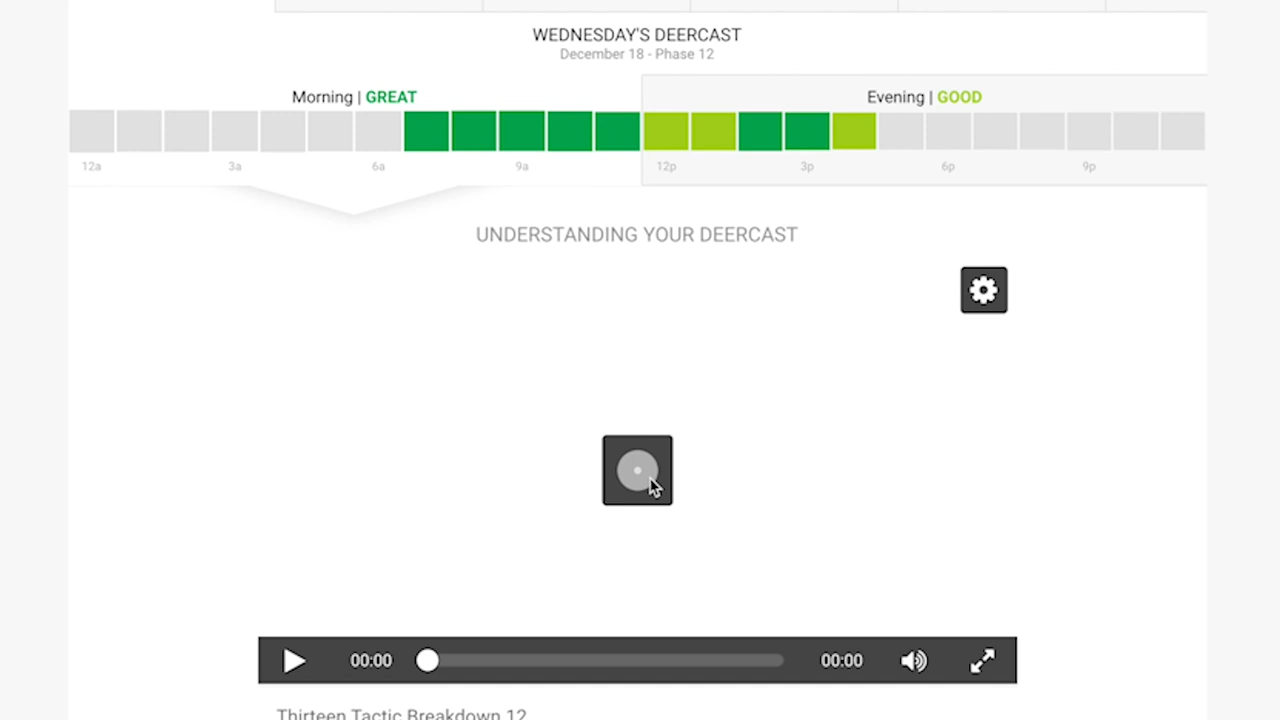 WEDNESDAY'S DEERCAST
December 18 - Phase 12
Morning | GREAT
Evening | GOOD
12a 3a 6a 9a 12p 3p 6p 9p
UNDERSTANDING YOUR DEERCAST
00:00 00:00
Thirteen Tactic Breakdown 12